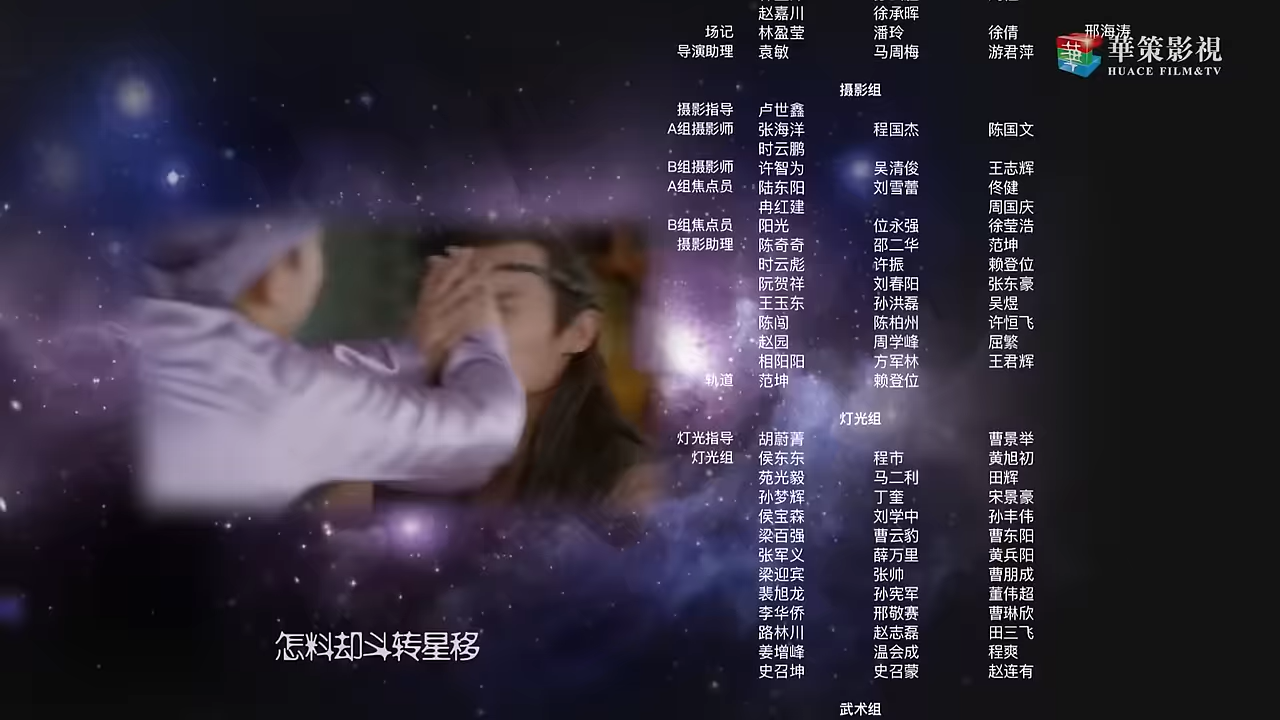 赵嘉川 徐承晖
场记 林盈莹 潘玲 徐倩 邢海涛
导演助理 袁敏 马周梅 游君萍
華 華策影視
HUACE FILM&TV
摄影组
摄影指导 卢世鑫
A组摄影师 张海洋 程国杰 陈国文
时云鹏
B组摄影师 许智为 吴清俊 王志辉
A组焦点员 陆东阳 刘雪蕾 佟健
冉红建 周国庆
B组焦点员 阳光 位永强 徐莹浩
摄影助理 陈奇奇 邵二华 范坤
时云彪 许振 赖登位
阮贺祥 刘春阳 张东豪
王玉东 孙洪磊 吴煜
陈闯 陈柏州 许恒飞
赵园 周学峰 屈繁
相阳阳 方军林 王君辉
轨道 范坤 赖登位
灯光组
灯光指导 胡蔚菁 曹景举
灯光组 侯东东 程市 黄旭初
苑光毅 马二利 田辉
孙梦辉 丁奎 宋景豪
侯宝森 刘学中 孙丰伟
梁百强 曹云豹 曹东阳
张军义 薛万里 黄兵阳
梁迎宾 张帅 曹朋成
裴旭龙 孙宪军 董伟超
李华侨 邢敬赛 曹琳欣
路林川 赵志磊 田三飞
姜增峰 温会成 程爽
史召坤 史召蒙 赵连有
武术组
怎料却斗转星移